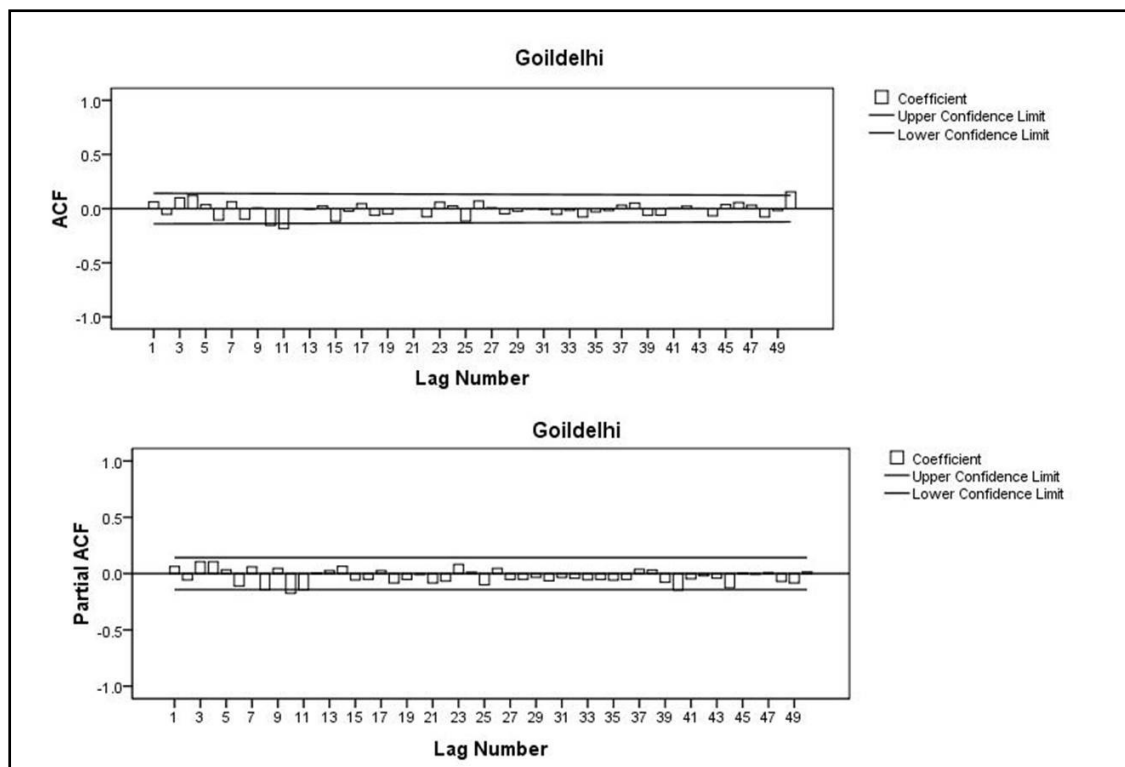 Goildelhi
1.0
0.5
0.0
-0.5
-1.0
ACF
1 3 5 7 9 11 13 15 17 19 21 23 25 27 29 31 33 35 37 39 41 43 45 47 49
Lag Number
Coefficient
Upper Confidence Limit
Lower Confidence Limit
Goildelhi
1.0
0.5
0.0
-0.5
-1.0
Partial ACF
1 3 5 7 9 11 13 15 17 19 21 23 25 27 29 31 33 35 37 39 41 43 45 47 49
Lag Number
Coefficient
Upper Confidence Limit
Lower Confidence Limit